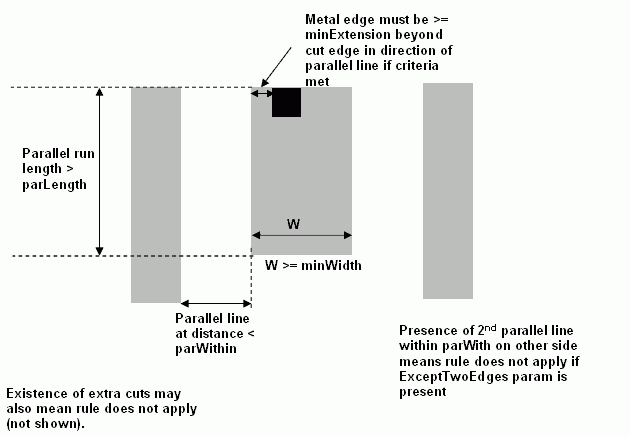 Metal edge must be >=
minExtension beyond
cut edge in direction of
parallel line if criteria
met
Parallel run
length >
parLength
W
W >= minWidth
Parallel line
at distance <
parWithin
Presence of 2nd parallel line
within parWith on other side
means rule does not apply if
ExceptTwoEdges param is
present
Existence of extra cuts may
also mean rule does not apply
(not shown).